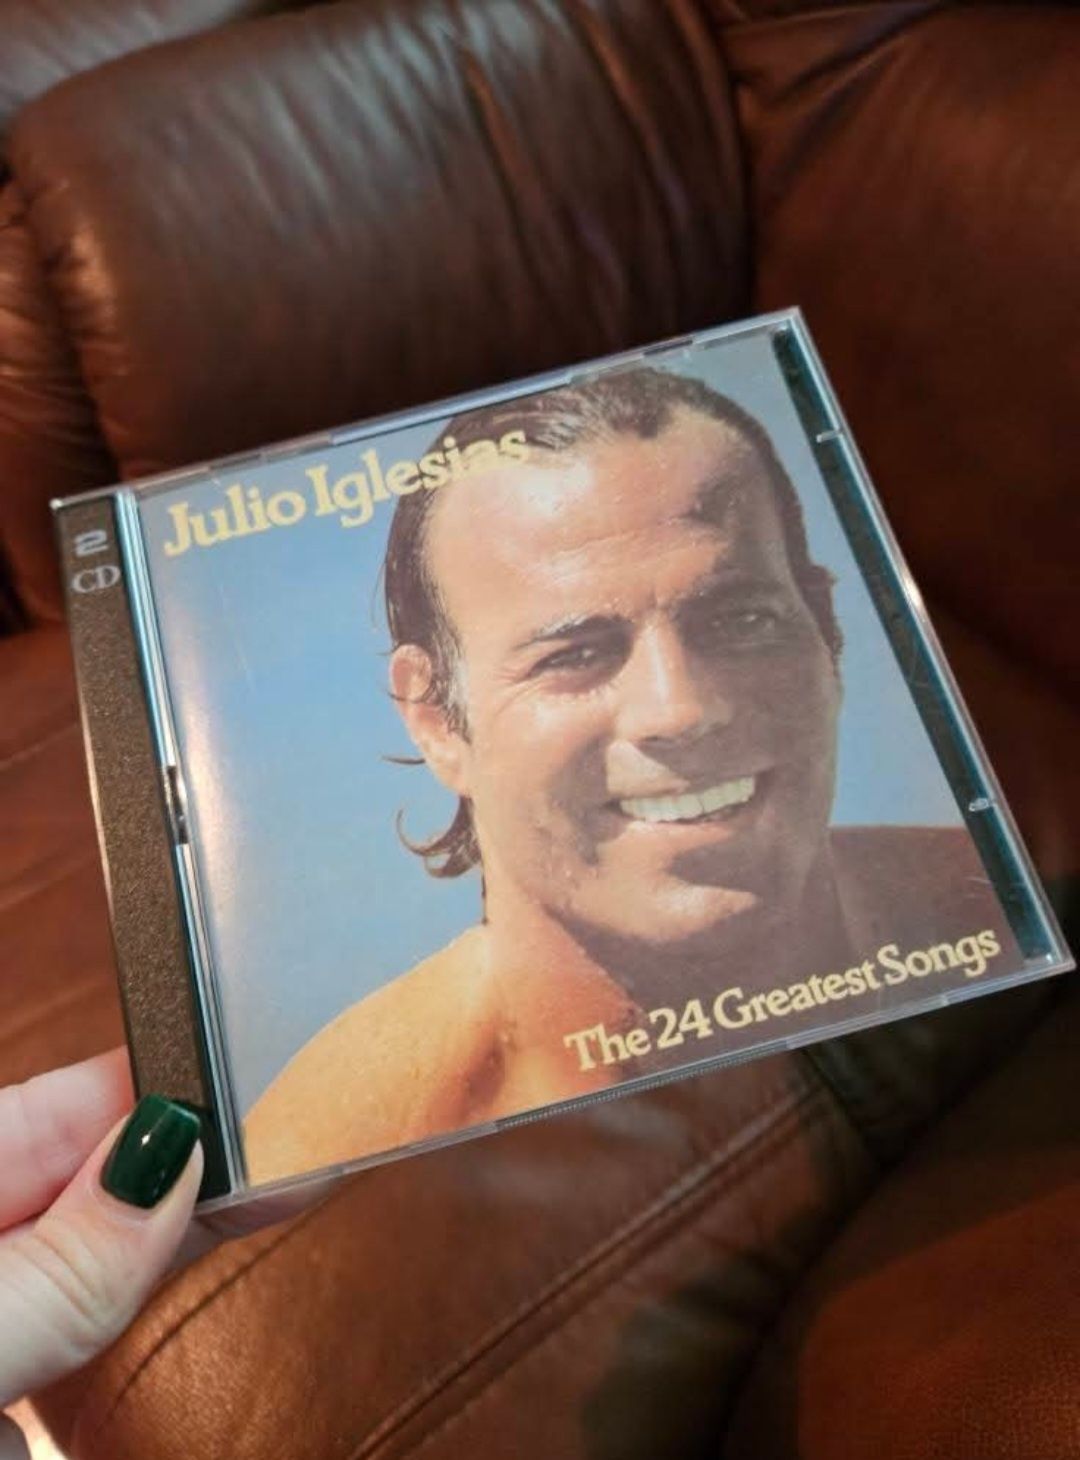 Julio Iglesias
2
CD
The 24 Greatest Songs